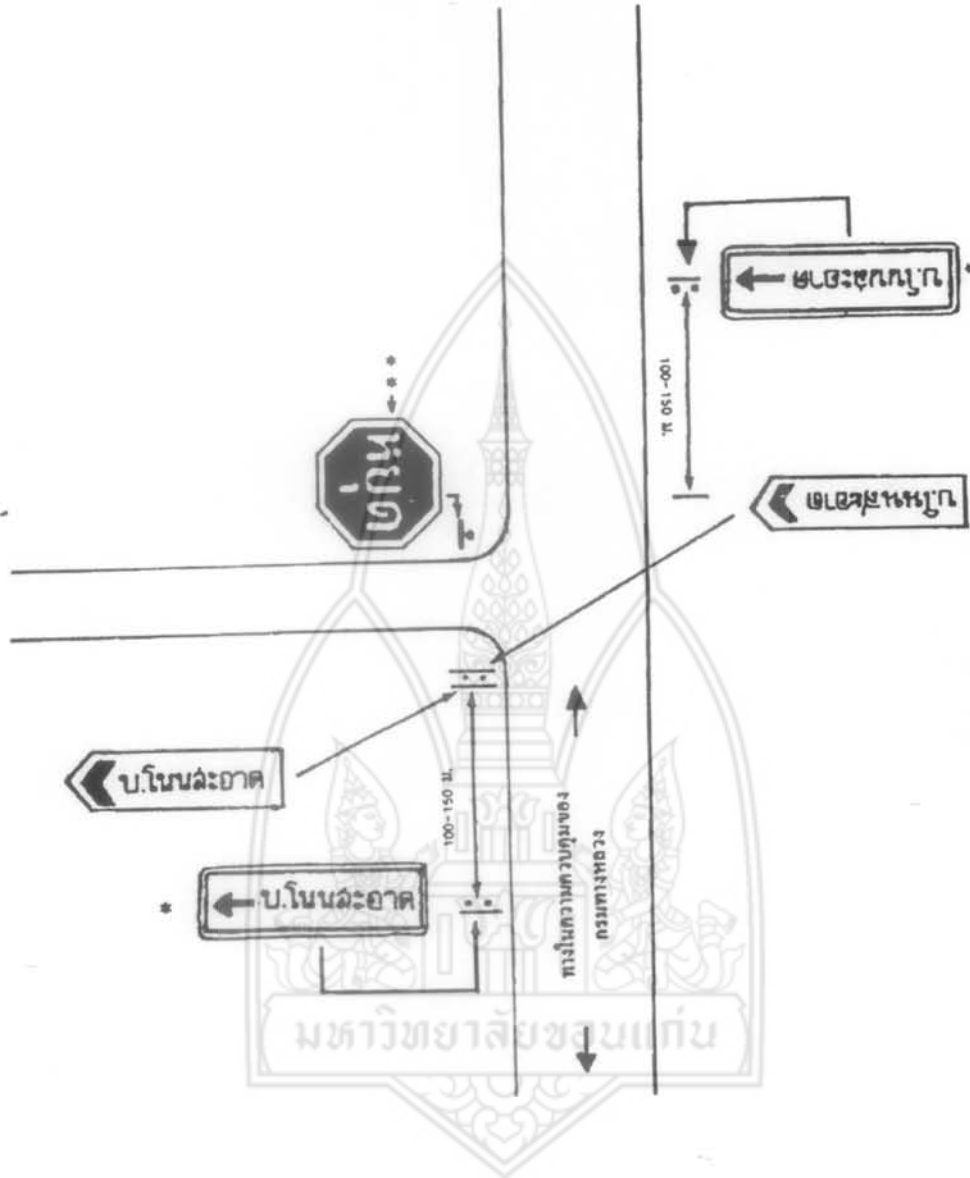 * * *
หยุด
บ.โนนสะอาด
*
100-150 ม.
บ.โนนสะอาด
บ.โนนสะอาด
100-150 ม.
บ.โนนสะอาด
*
ทางในความควบคุมของ
กรมทางหลวง
มหาวิทยาลัยขอนแก่น